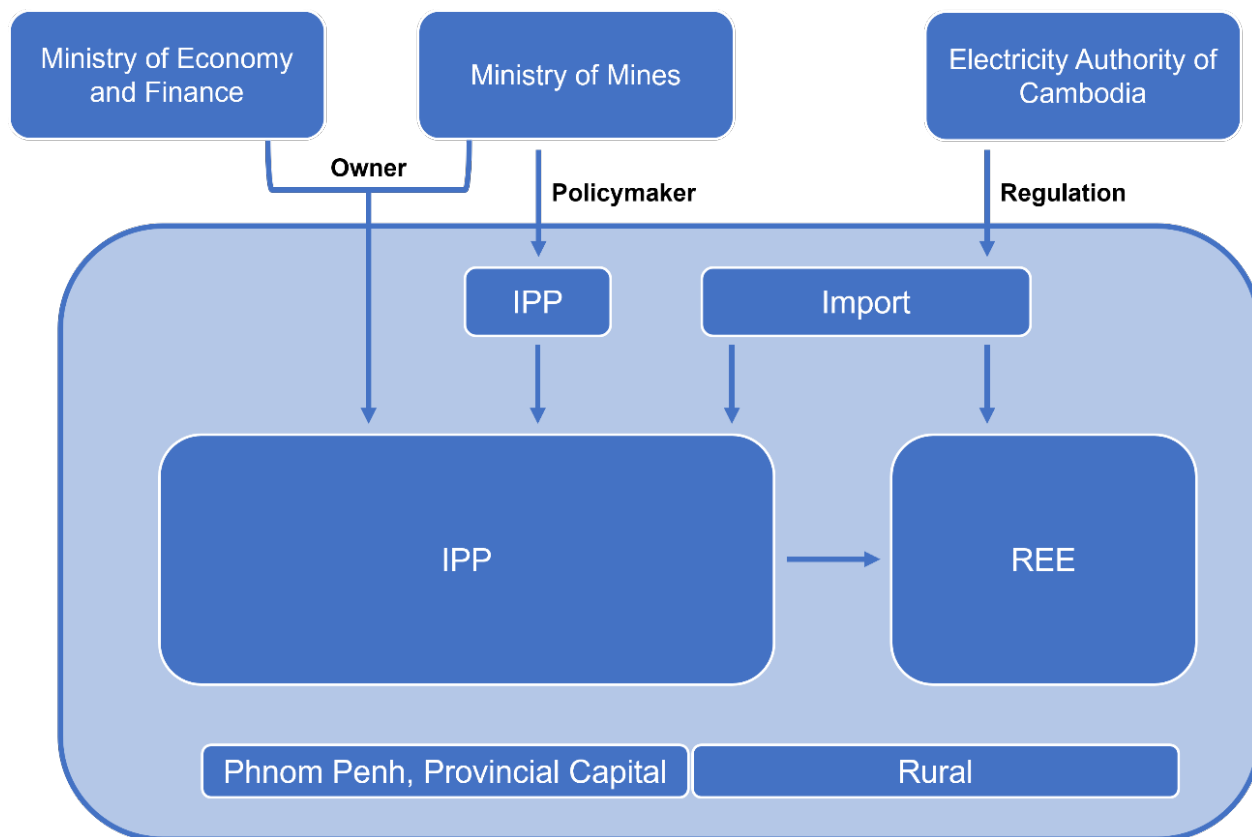 Ministry of Economy
and Finance
Ministry of Mines
Electricity Authority of
Cambodia
Owner
Policymaker
Regulation
IPP
Import
IPP
REE
Phnom Penh, Provincial Capital
Rural